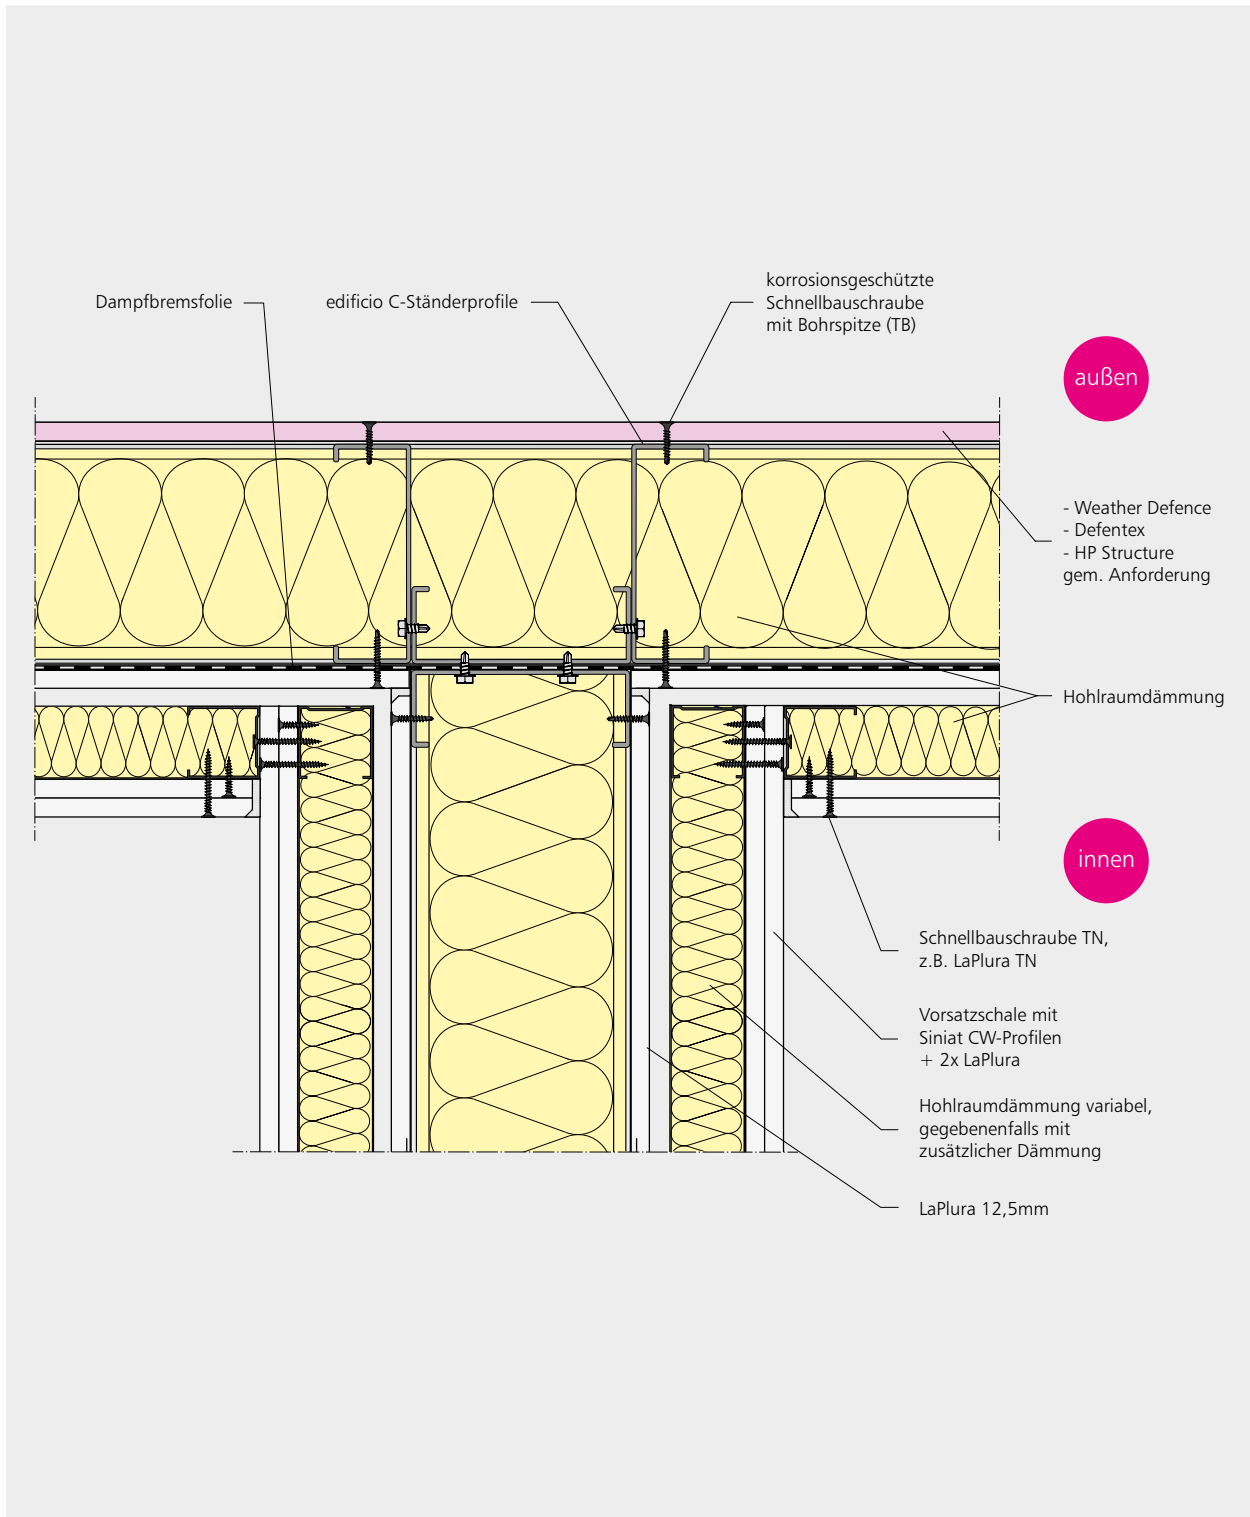 Dampfbremsfolie
edificio C-Ständerprofile
korrosionsgeschützte
Schnellbauschraube
mit Bohrspitze (TB)
außen
- Weather Defence
- Defentex
- HP Structure
gem. Anforderung
Hohlraumdämmung
innen
Schnellbauschraube TN,
z.B. LaPlura TN
Vorsatzschale mit
Siniat CW-Profilen
+ 2x LaPlura
Hohlraumdämmung variabel,
gegebenenfalls mit
zusätzlicher Dämmung
LaPlura 12,5mm